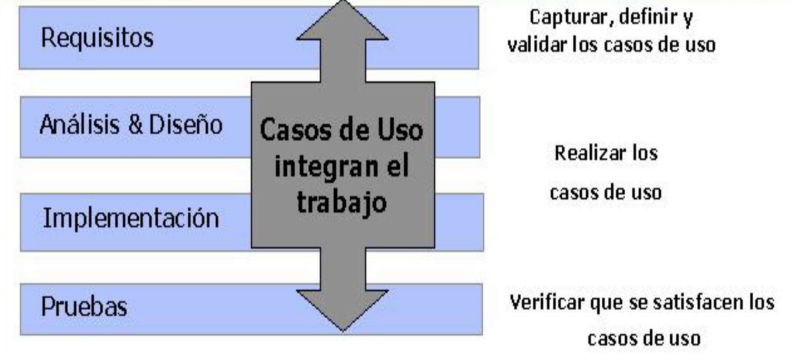 Requisitos
Capturar, definir y
validar los casos de uso
Análisis & Diseño
Casos de Uso
integran el
trabajo
Realizar los
casos de uso
Implementación
Pruebas
Verificar que se satisfacen los
casos de uso